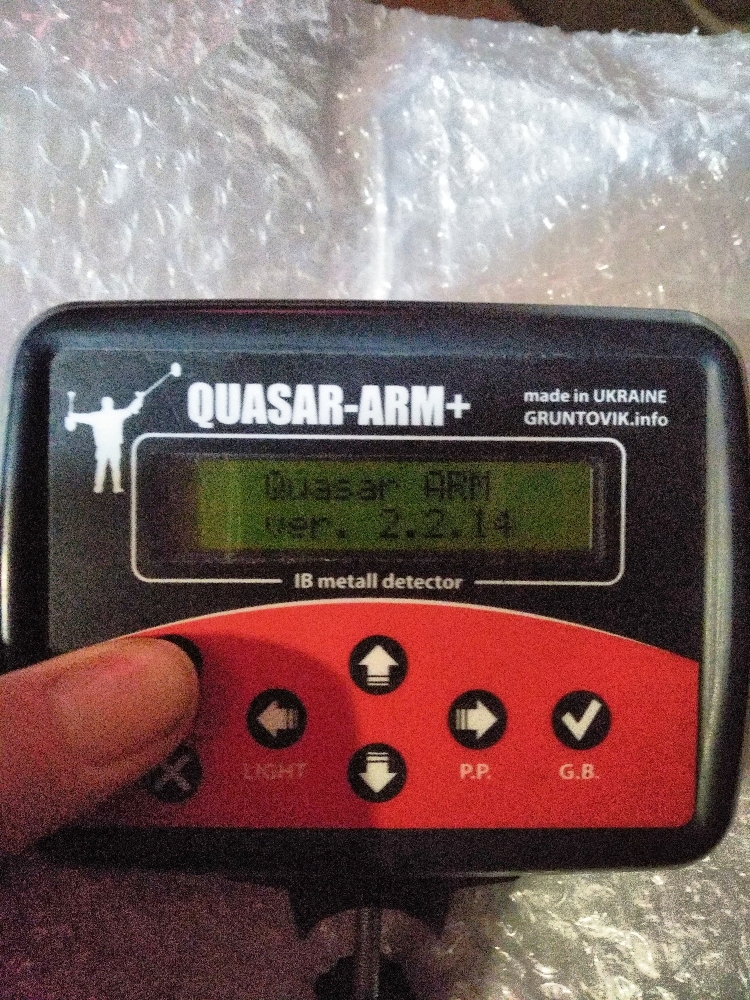 QUASAR-ARM+
made in UKRAINE
GRUNTOVIK.info
Quasar ARM
ver. 2.2.14
IB metall detector
LIGHT
P.P.
G.B.